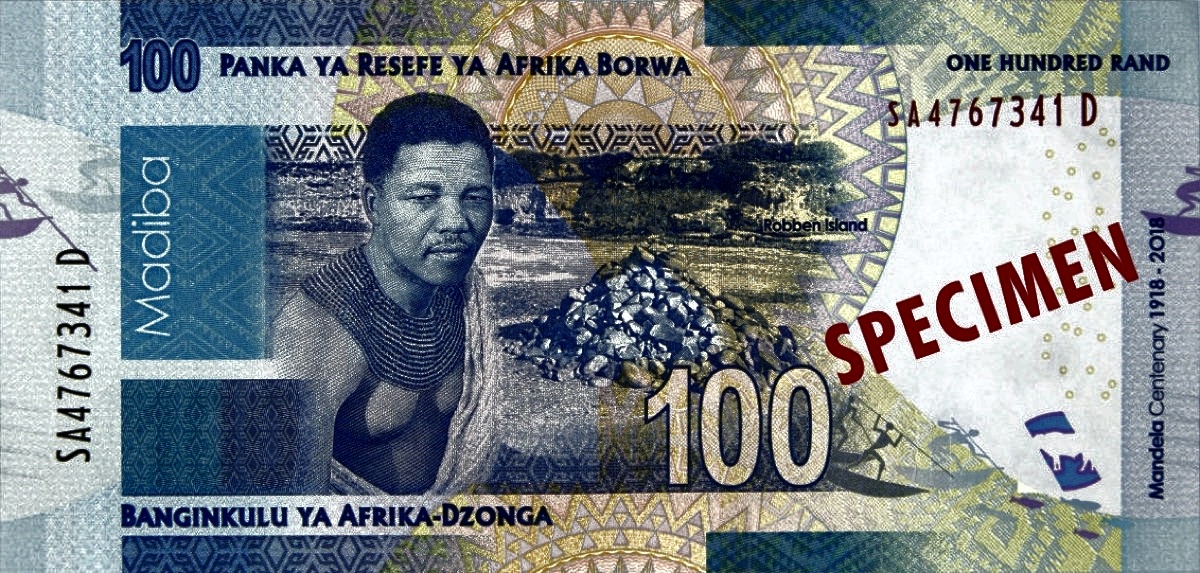 100 PANKA YA RESEFE YA AFRIKA BORWA
ONE HUNDRED RAND
SA4767341 D
Madiba
Robben Island
SPECIMEN
SA4767341 D
Mandela Centenary 1918 - 2018
100
BANGINKULU YA AFRIKA-DZONGA